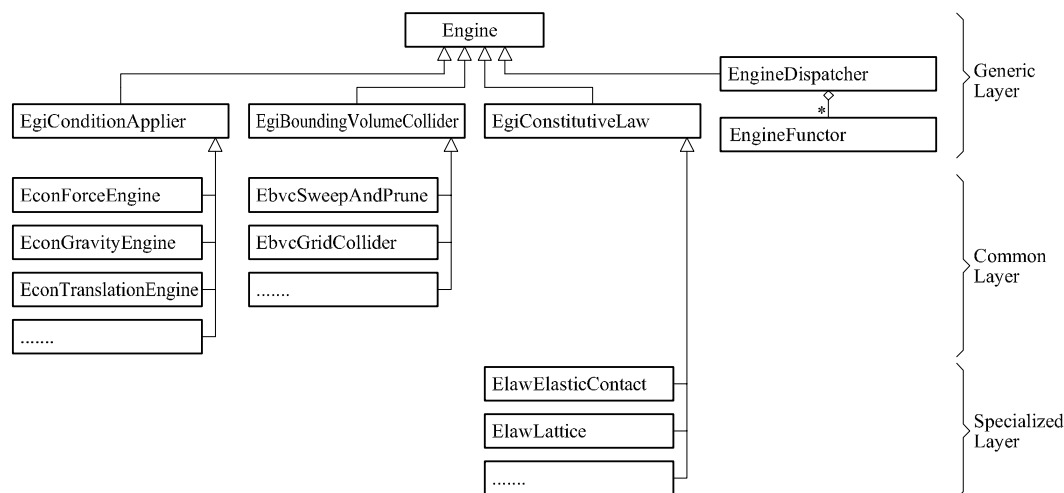 Engine
EngineDispatcher
Generic
Layer
EgiConditionApplier
EgiBoundingVolumeCollider
EgiConstitutiveLaw
*
EngineFunctor
EconForceEngine
EbvcSweepAndPrune
EconGravityEngine
EbvcGridCollider
Common
Layer
EconTranslationEngine
.......
.......
ElawElasticContact
ElawLattice
Specialized
Layer
.......